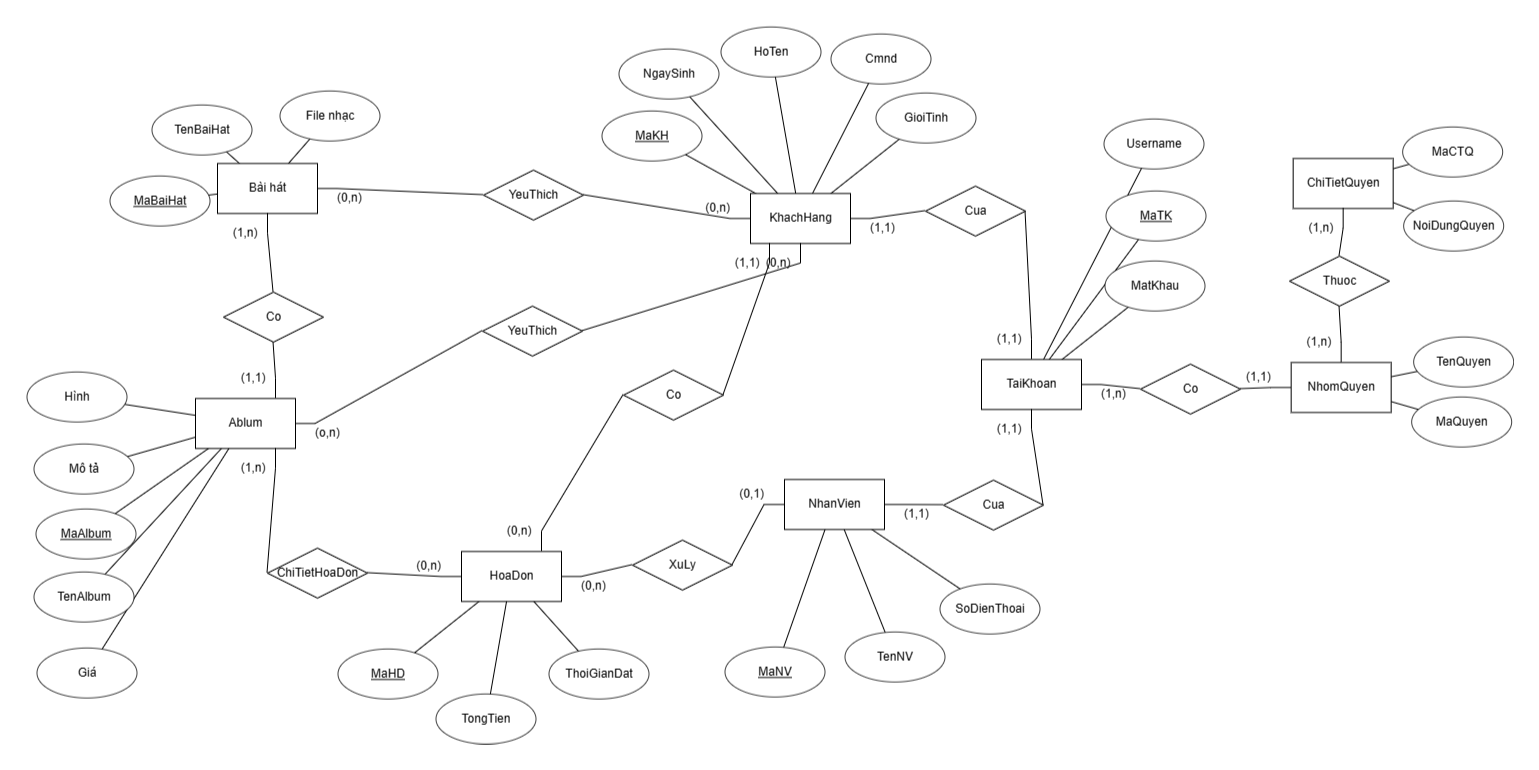 HoTen
Cmnd
NgaySinh
File nhạc
GioiTinh
TenBaiHat
MaKH
Username
MaCTQ
Bài hát
ChiTietQuyen
MaBaiHat
YeuThich
(0,n)
(0,n)
KhachHang
Cua
(1,1)
MaTK
NoiDungQuyen
(1,n)
(1,n)
(1,1)
(0,n)
Thuoc
MatKhau
Co
YeuThich
(1,1)
(1,n)
(1,1)
TenQuyen
Hình
Co
TaiKhoan
Co
(1,1)
NhomQuyen
(1,n)
Ablum
(o,n)
MaQuyen
(1,1)
Mô tả
(1,n)
(0,1)
NhanVien
Cua
(1,1)
MaAlbum
(0,n)
ChiTietHoaDon
(0,n)
HoaDon
(0,n)
XuLy
TenAlbum
SoDienThoai
Giá
MaHD
ThoiGianDat
MaNV
TenNV
TongTien